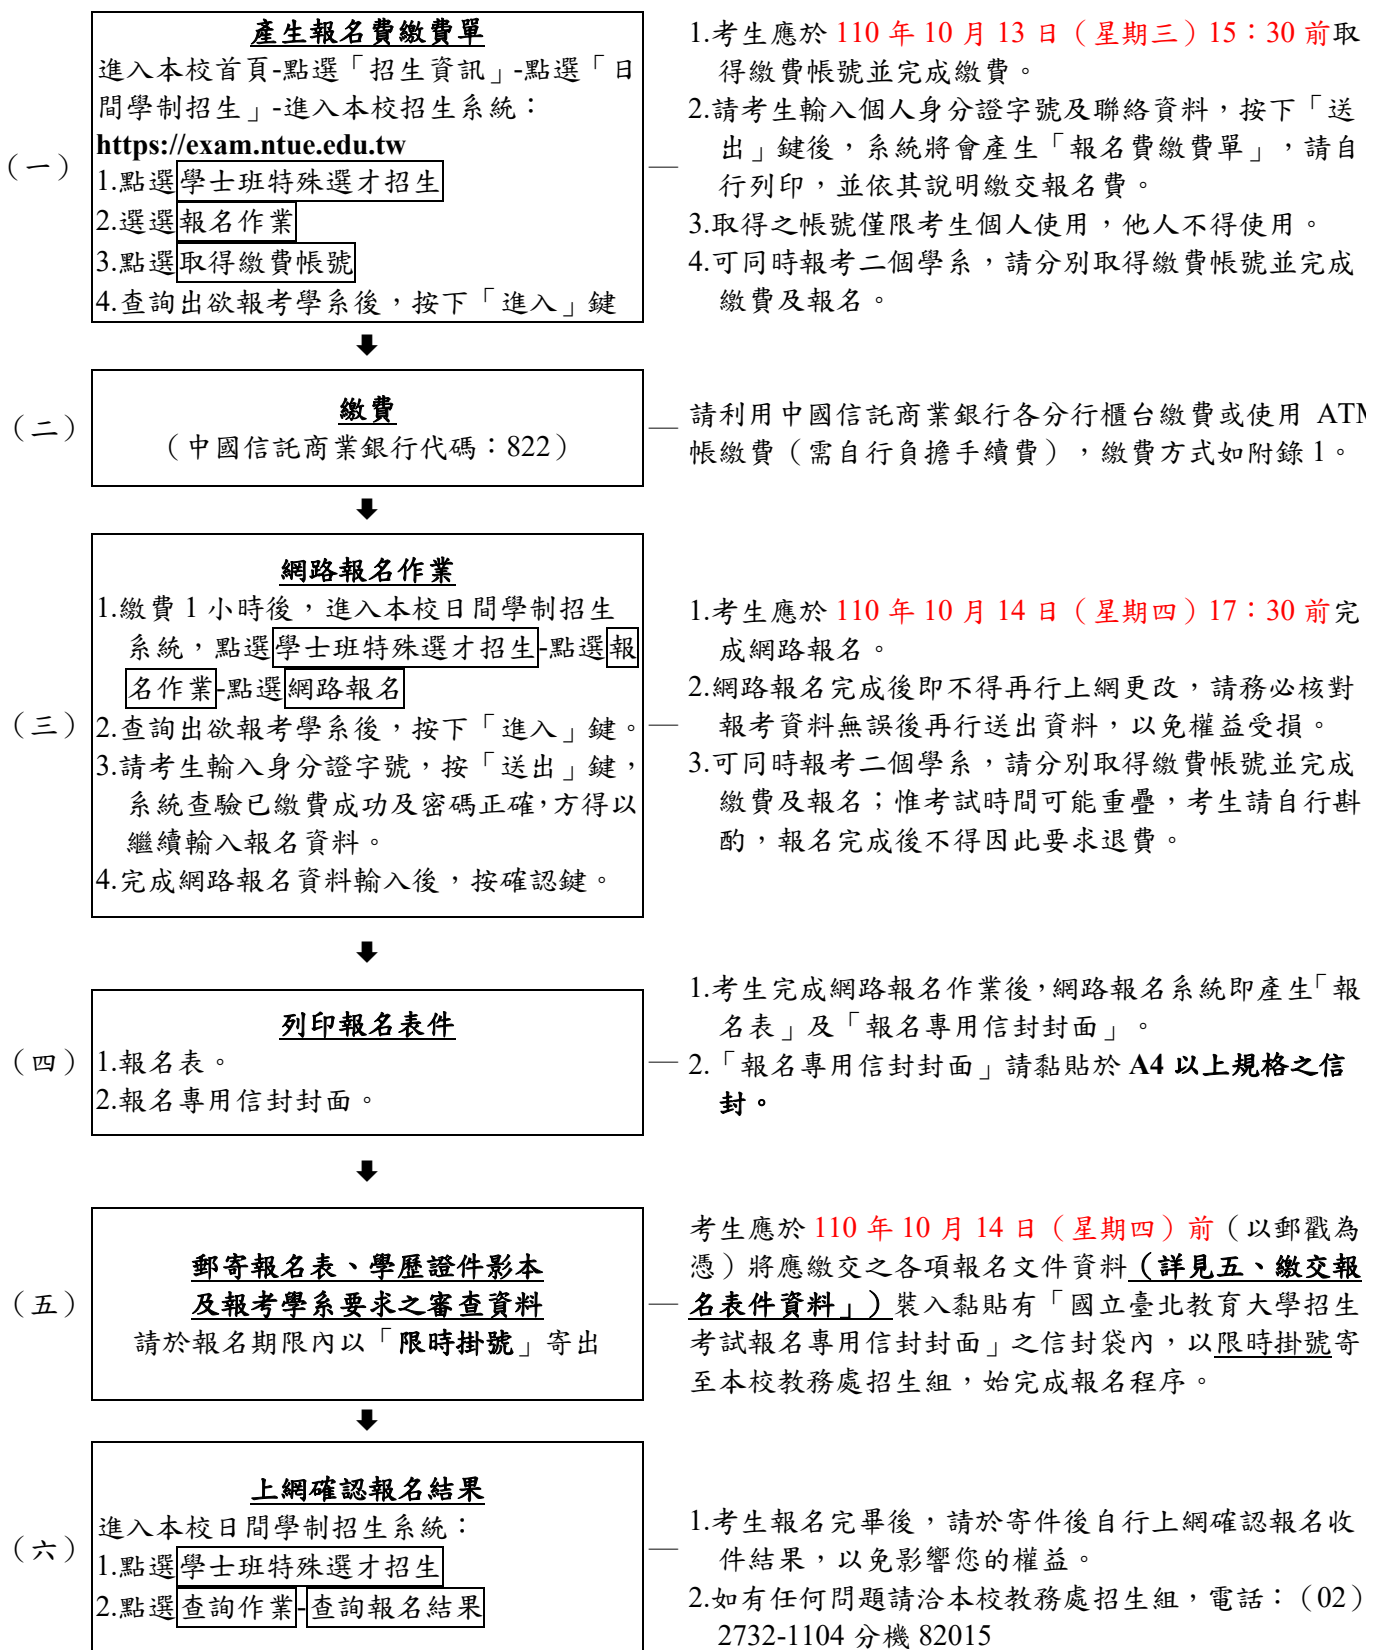 （一）
產生報名費繳費單
進入本校首頁-點選「招生資訊」-點選「日
間學制招生」-進入本校招生系統：
https://exam.ntue.edu.tw
1.點選學士班特殊選才招生
2.選選報名作業
3.點選取得繳費帳號
4.查詢出欲報考學系後，按下「進入」鍵
—
1.考生應於 110 年 10 月 13 日（星期三）15：30 前取
得繳費帳號並完成繳費。
2.請考生輸入個人身分證字號及聯絡資料，按下「送
出」鍵後，系統將會產生「報名費繳費單」，請自
行列印，並依其說明繳交報名費。
3.取得之帳號僅限考生個人使用，他人不得使用。
4.可同時報考二個學系，請分別取得繳費帳號並完成
繳費及報名。
（二）
繳費
（中國信託商業銀行代碼：822）
—
請利用中國信託商業銀行各分行櫃台繳費或使用 ATM
帳繳費（需自行負擔手續費），繳費方式如附錄 1。
（三）
網路報名作業
1.繳費 1 小時後，進入本校日間學制招生
系統，點選學士班特殊選才招生-點選報
名作業-點選網路報名
2.查詢出欲報考學系後，按下「進入」鍵。
3.請考生輸入身分證字號，按「送出」鍵，
系統查驗已繳費成功及密碼正確，方得以
繼續輸入報名資料。
4.完成網路報名資料輸入後，按確認鍵。
—
1.考生應於 110 年 10 月 14 日（星期四）17：30 前完
成網路報名。
2.網路報名完成後即不得再行上網更改，請務必核對
報考資料無誤後再行送出資料，以免權益受損。
3.可同時報考二個學系，請分別取得繳費帳號並完成
繳費及報名；惟考試時間可能重疊，考生請自行斟
酌，報名完成後不得因此要求退費。
（四）
列印報名表件
1.報名表。
2.報名專用信封封面。
—
1.考生完成網路報名作業後，網路報名系統即產生「報
名表」及「報名專用信封封面」。
2.「報名專用信封封面」請黏貼於 A4 以上規格之信
封。
（五）
郵寄報名表、學歷證件影本
及報考學系要求之審查資料
請於報名期限內以「限時掛號」寄出
—
考生應於 110 年 10 月 14 日（星期四）前（以郵戳為
憑）將應繳交之各項報名文件資料（詳見五、繳交報
名表件資料」）裝入黏貼有「國立臺北教育大學招生
考試報名專用信封封面」之信封袋內，以限時掛號寄
至本校教務處招生組，始完成報名程序。
（六）
上網確認報名結果
進入本校日間學制招生系統：
1.點選學士班特殊選才招生
2.點選查詢作業-查詢報名結果
—
1.考生報名完畢後，請於寄件後自行上網確認報名收
件結果，以免影響您的權益。
2.如有任何問題請洽本校教務處招生組，電話：（02）
2732-1104 分機 82015